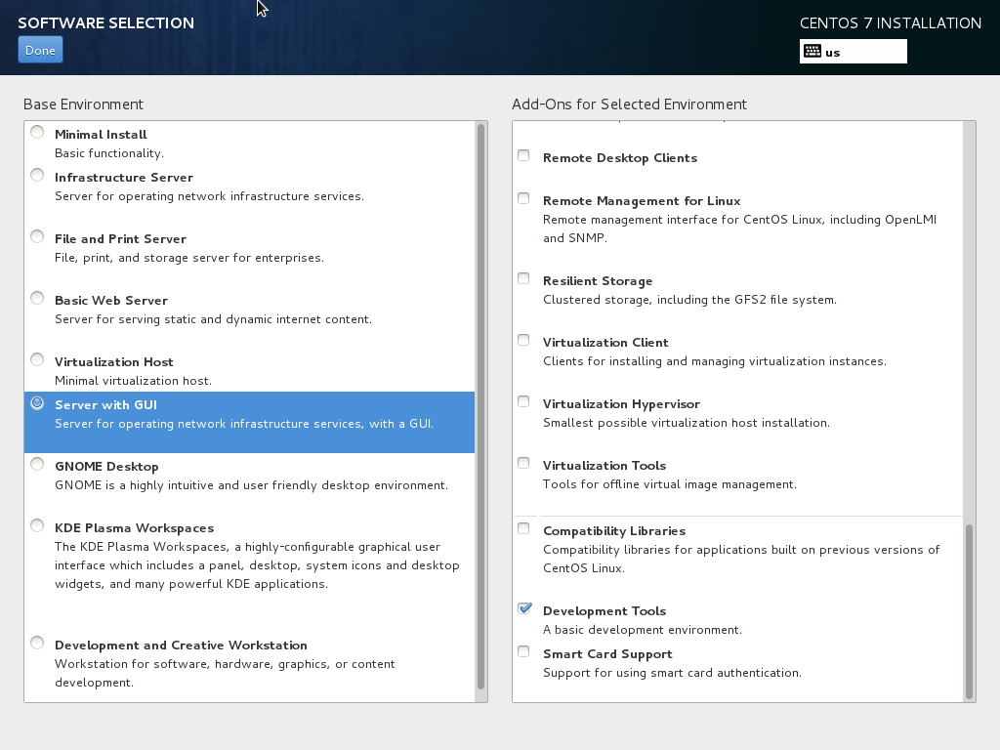 SOFTWARE SELECTION
CENTOS 7 INSTALLATION
Done
us
Base Environment
Minimal Install
Basic functionality.
Infrastructure Server
Server for operating network infrastructure services.
File and Print Server
File, print, and storage server for enterprises.
Basic Web Server
Server for serving static and dynamic internet content.
Virtualization Host
Minimal virtualization host.
Server with GUI
Server for operating network infrastructure services, with a GUI.
GNOME Desktop
GNOME is a highly intuitive and user friendly desktop environment.
KDE Plasma Workspaces
The KDE Plasma Workspaces, a highly-configurable graphical user
interface which includes a panel, desktop, system icons and desktop
widgets, and many powerful KDE applications.
Development and Creative Workstation
Workstation for software, hardware, graphics, or content
development.
Add-Ons for Selected Environment
Remote Desktop Clients
Remote Management for Linux
Remote management interface for CentOS Linux, including OpenLMI
and SNMP.
Resilient Storage
Clustered storage, including the GFS2 file system.
Virtualization Client
Clients for installing and managing virtualization instances.
Virtualization Hypervisor
Smallest possible virtualization host installation.
Virtualization Tools
Tools for offline virtual image management.
Compatibility Libraries
Compatibility libraries for applications built on previous versions of
CentOS Linux.
Development Tools
A basic development environment.
Smart Card Support
Support for using smart card authentication.